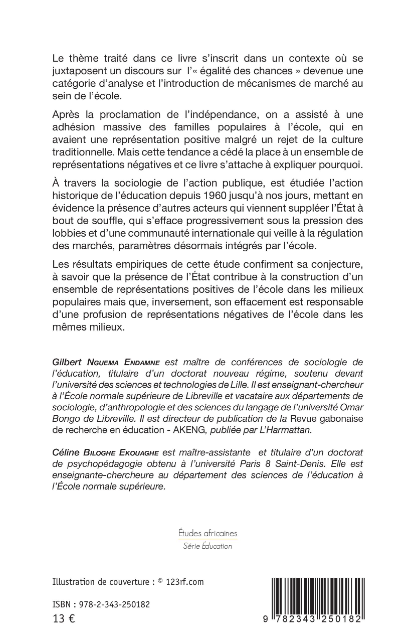 Le thème traité dans ce livre s'inscrit dans un contexte où se
juxtaposent un discours sur l'« égalité des chances » devenue une
catégorie d'analyse et l'introduction de mécanismes de marché au
sein de l'école.
Après la proclamation de l'indépendance, on a assisté à une
adhésion massive des familles populaires à l'école, qui en
avaient une représentation positive malgré un rejet de la culture
traditionnelle. Mais cette tendance a cédé la place à un ensemble de
représentations négatives et ce livre s'attache à expliquer pourquoi.
À travers la sociologie de l'action publique, est étudiée l'action
historique de l'éducation depuis 1960 jusqu'à nos jours, mettant en
évidence la présence d'autres acteurs qui viennent suppléer l'État à
bout de souffle, qui s'efface progressivement sous la pression des
lobbies et d'une communauté internationale qui veille à la régulation
des marchés, paramètres désormais intégrés par l'école.
Les résultats empiriques de cette étude confirment sa conjecture,
à savoir que la présence de l'État contribue à la construction d'un
ensemble de représentations positives de l'école dans les milieux
populaires mais que, inversement, son effacement est responsable
d'une profusion de représentations négatives de l'école dans les
mêmes milieux.
Gilbert NGUEMA ENDAMNE est maître de conférences de sociologie de
l'éducation, titulaire d'un doctorat nouveau régime, soutenu devant
l'université des sciences et technologies de Lille. Il est enseignant-chercheur
à l'École normale supérieure de Libreville et vacataire aux départements de
sociologie, d'anthropologie et des sciences du langage de l'université Omar
Bongo de Libreville. Il est directeur de publication de la Revue gabonaise
de recherche en éducation - AKENG, publiée par L'Harmattan.
Céline BILOGHE EKOUAGHE est maître-assistante et titulaire d'un doctorat
de psychopédagogie obtenu à l'université Paris 8 Saint-Denis. Elle est
enseignante-chercheure au département des sciences de l'éducation à
l'École normale supérieure.
Études africaines
Série Éducation
Illustration de couverture : © 123rf.com
ISBN : 978-2-343-250182
13 €
9 782343 250182